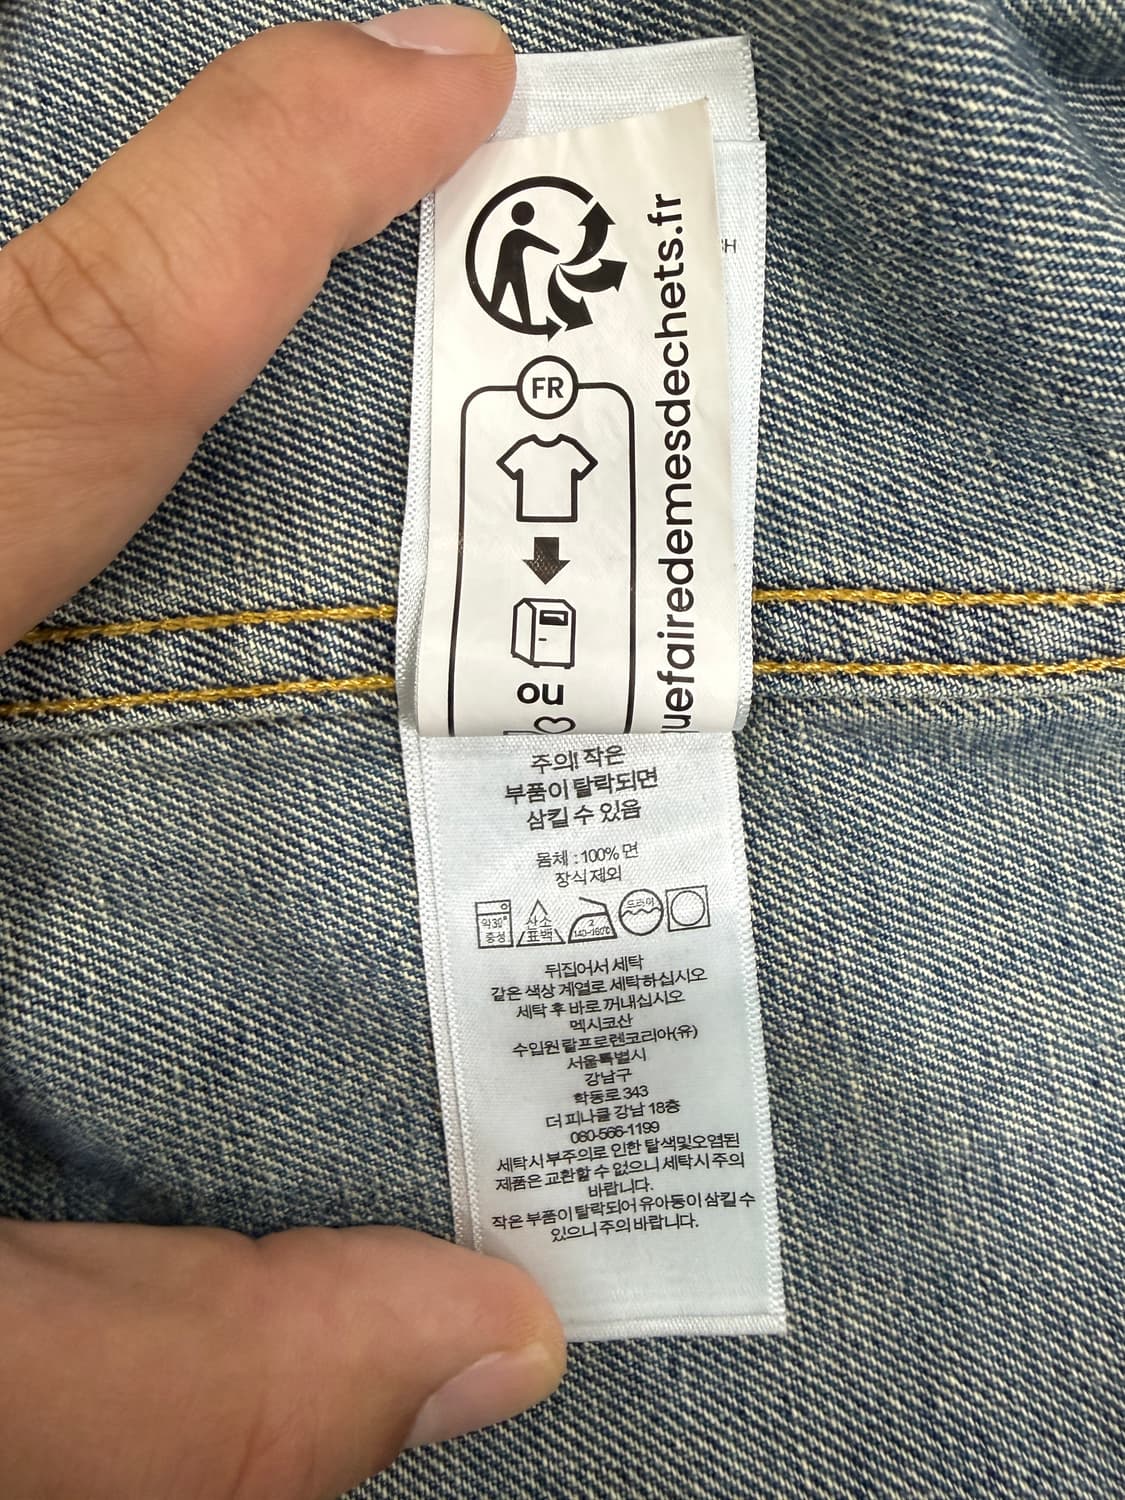 FR
ou
uefairedemesdechets.fr
주의! 작은
부품이 탈락되면
삼킬 수 있음
몸체 : 100% 면
장식 제외
약30°
중성
산소
표백
2
140~160℃
드라이
뒤집어서 세탁
같은 색상 계열로 세탁하십시오
세탁 후 바로 꺼내십시오
멕시코산
수입원 랄프로렌코리아(유)
서울특별시
강남구
학동로 343
더 피나클 강남 18층
080-566-1199
세탁시 부주의로 인한 탈색및오염된
제품은 교환할 수 없으니 세탁시 주의
바랍니다.
작은 부품이 탈락되어 유아등이 삼킬 수
있으니 주의 바랍니다.